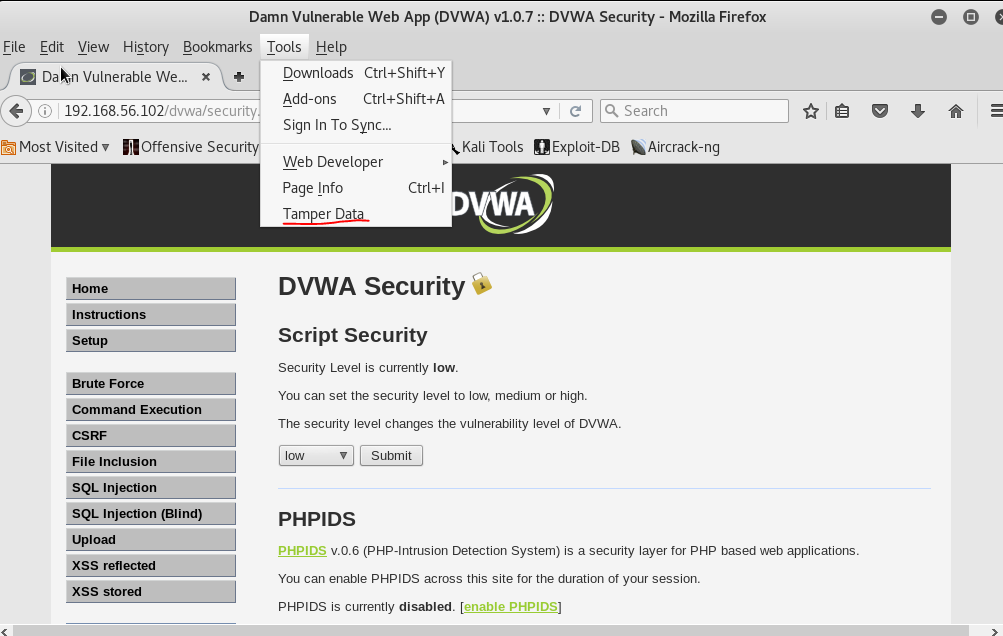 Damn Vulnerable Web App (DVWA) v1.0.7 :: DVWA Security - Mozilla Firefox
File Edit View History Bookmarks Tools Help
Damn Vulnerable We...
Downloads Ctrl+Shift+Y
Add-ons Ctrl+Shift+A
Sign In To Sync...
Web Developer
Page Info Ctrl+I
Tamper Data
192.168.56.102/dvwa/security.
Search
Most Visited Offensive Security Kali Tools Exploit-DB Aircrack-ng
DVWA
Home
Instructions
Setup
Brute Force
Command Execution
CSRF
File Inclusion
SQL Injection
SQL Injection (Blind)
Upload
XSS reflected
XSS stored
DVWA Security
Script Security
Security Level is currently low.
You can set the security level to low, medium or high.
The security level changes the vulnerability level of DVWA.
low Submit
PHPIDS
PHPIDS v.0.6 (PHP-Intrusion Detection System) is a security layer for PHP based web applications.
You can enable PHPIDS across this site for the duration of your session.
PHPIDS is currently disabled. [enable PHPIDS]